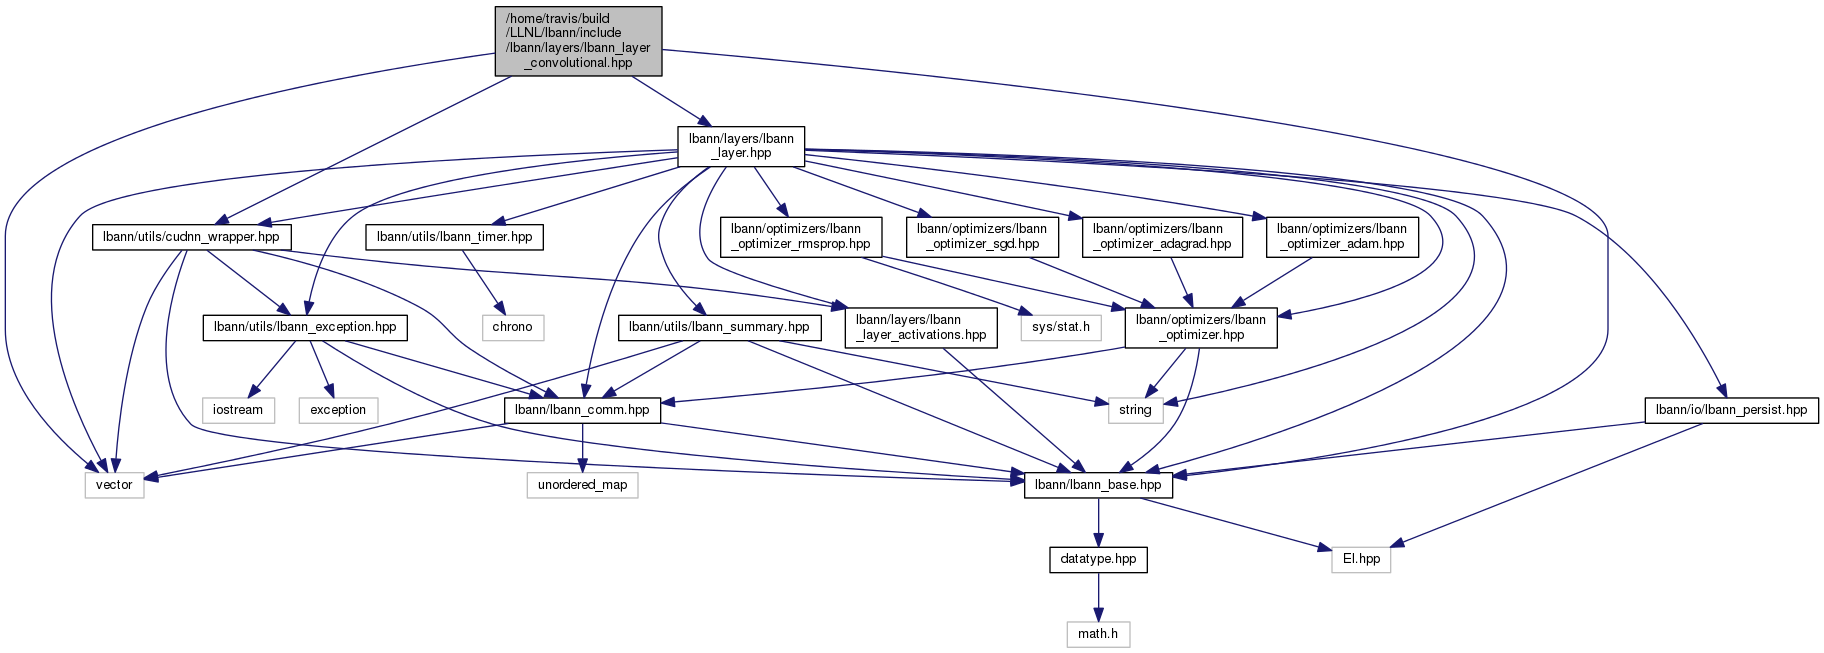 /home/travis/build
/LLNL/lbann/include
/lbann/layers/lbann_layer
_convolutional.hpp
lbann/layers/lbann
_layer.hpp
lbann/utils/cudnn_wrapper.hpp
lbann/utils/lbann_timer.hpp
lbann/optimizers/lbann
_optimizer_rmsprop.hpp
lbann/optimizers/lbann
_optimizer_sgd.hpp
lbann/optimizers/lbann
_optimizer_adagrad.hpp
lbann/optimizers/lbann
_optimizer_adam.hpp
lbann/utils/lbann_exception.hpp
chrono
lbann/utils/lbann_summary.hpp
lbann/layers/lbann
_layer_activations.hpp
sys/stat.h
lbann/optimizers/lbann
_optimizer.hpp
iostream
exception
lbann/lbann_comm.hpp
string
lbann/io/lbann_persist.hpp
vector
unordered_map
lbann/lbann_base.hpp
datatype.hpp
El.hpp
math.h